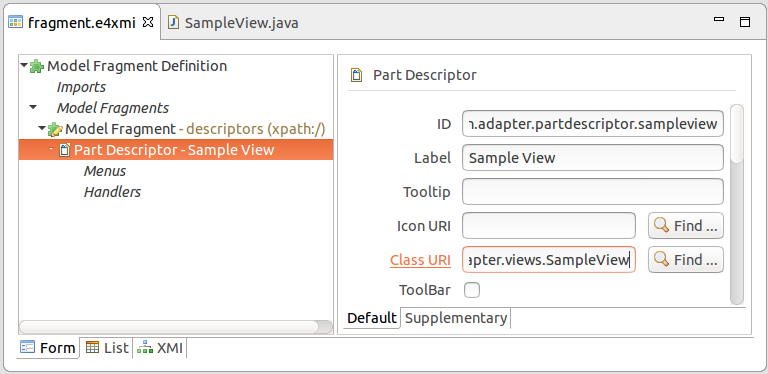 fragment.e4xmi
SampleView.java
Model Fragment Definition
Imports
Model Fragments
Model Fragment - descriptors (xpath:/)
Part Descriptor - Sample View
Menus
Handlers
Part Descriptor
ID
n.adapter.partdescriptor.sampleview
Label
Sample View
Tooltip
Icon URI
Find ...
Class URI
apter.views.SampleView
Find ...
ToolBar
Default Supplementary
Form List XMI